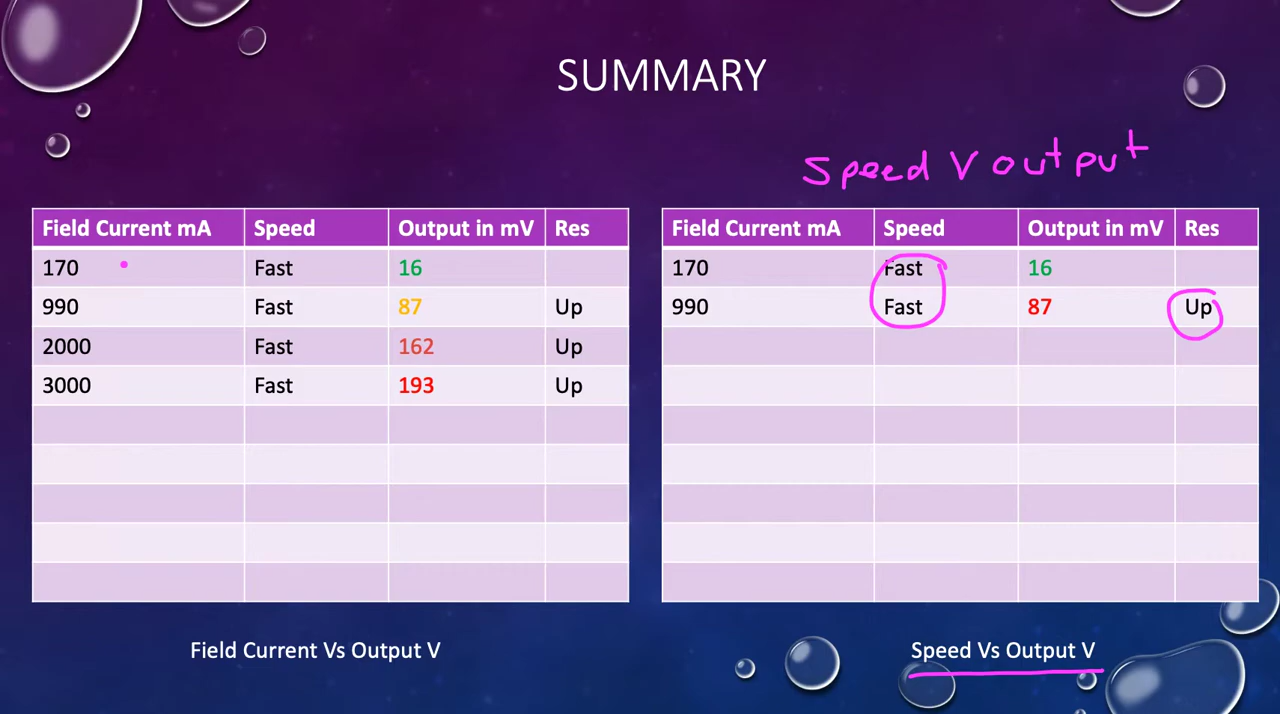 SUMMARY
Speed V output
Field Current mA Speed Output in mV Res
170 Fast 16
990 Fast 87 Up
2000 Fast 162 Up
3000 Fast 193 Up
Field Current mA Speed Output in mV Res
170 Fast 16
990 Fast 87 Up
Field Current Vs Output V
Speed Vs Output V